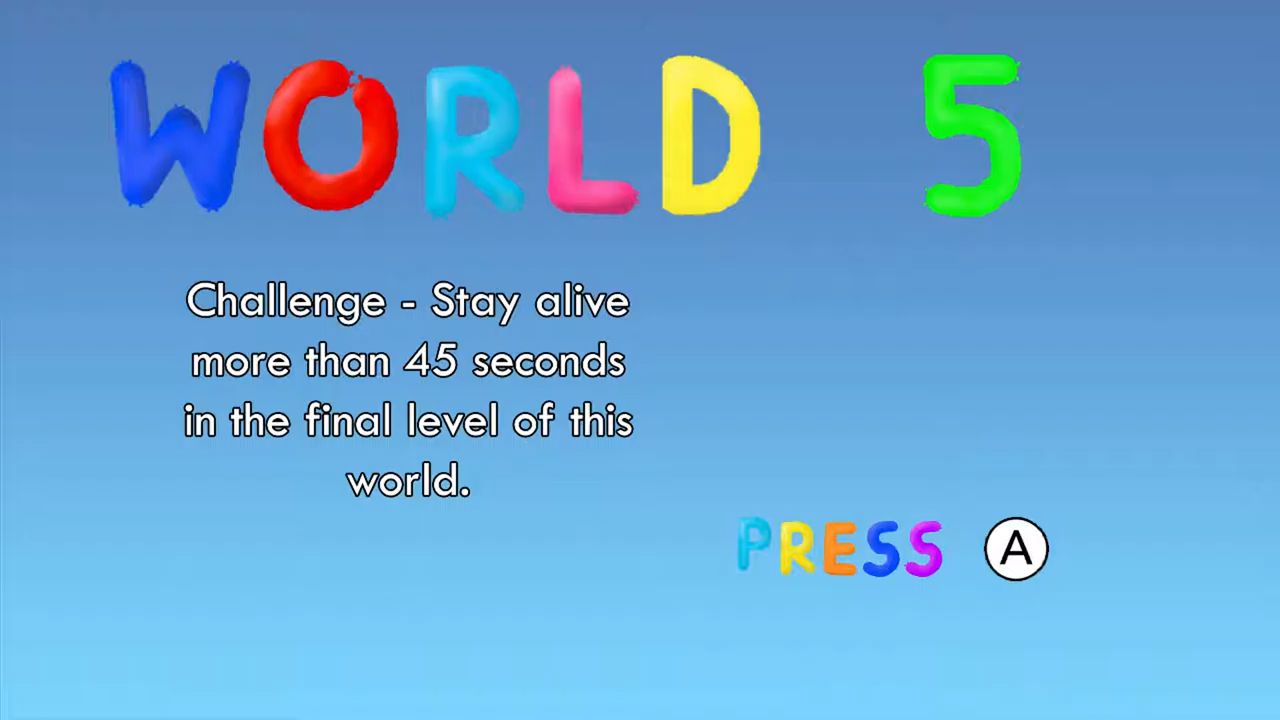 WORLD 5
Challenge - Stay alive
more than 45 seconds
in the final level of this
world.
PRESS A